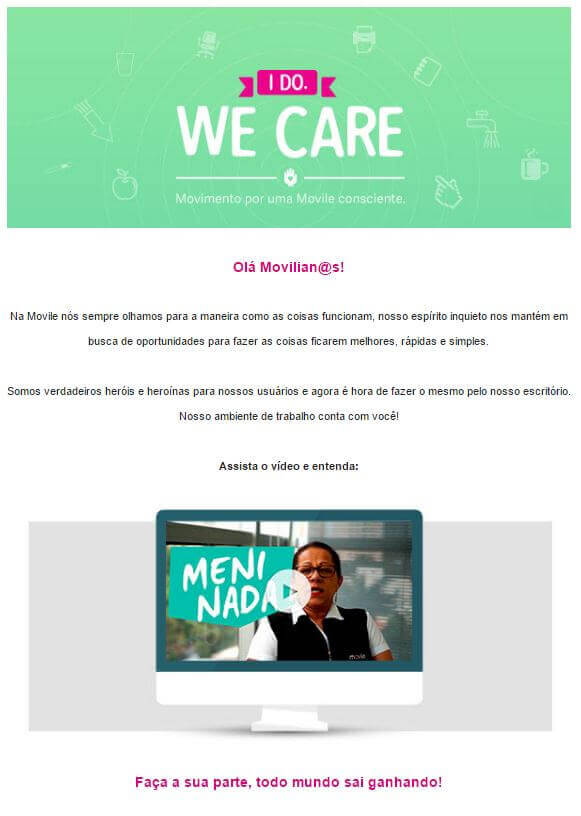 I DO.
WE CARE
Movimento por uma Movile consciente.
Olá Movilian@s!
Na Movile nós sempre olhamos para a maneira como as coisas funcionam, nosso espírito inquieto nos mantém em
busca de oportunidades para fazer as coisas ficarem melhores, rápidas e simples.
Somos verdadeiros heróis e heroínas para nossos usuários e agora é hora de fazer o mesmo pelo nosso escritório.
Nosso ambiente de trabalho conta com você!
Assista o vídeo e entenda:
MENI
NADA
movile
Faça a sua parte, todo mundo sai ganhando!